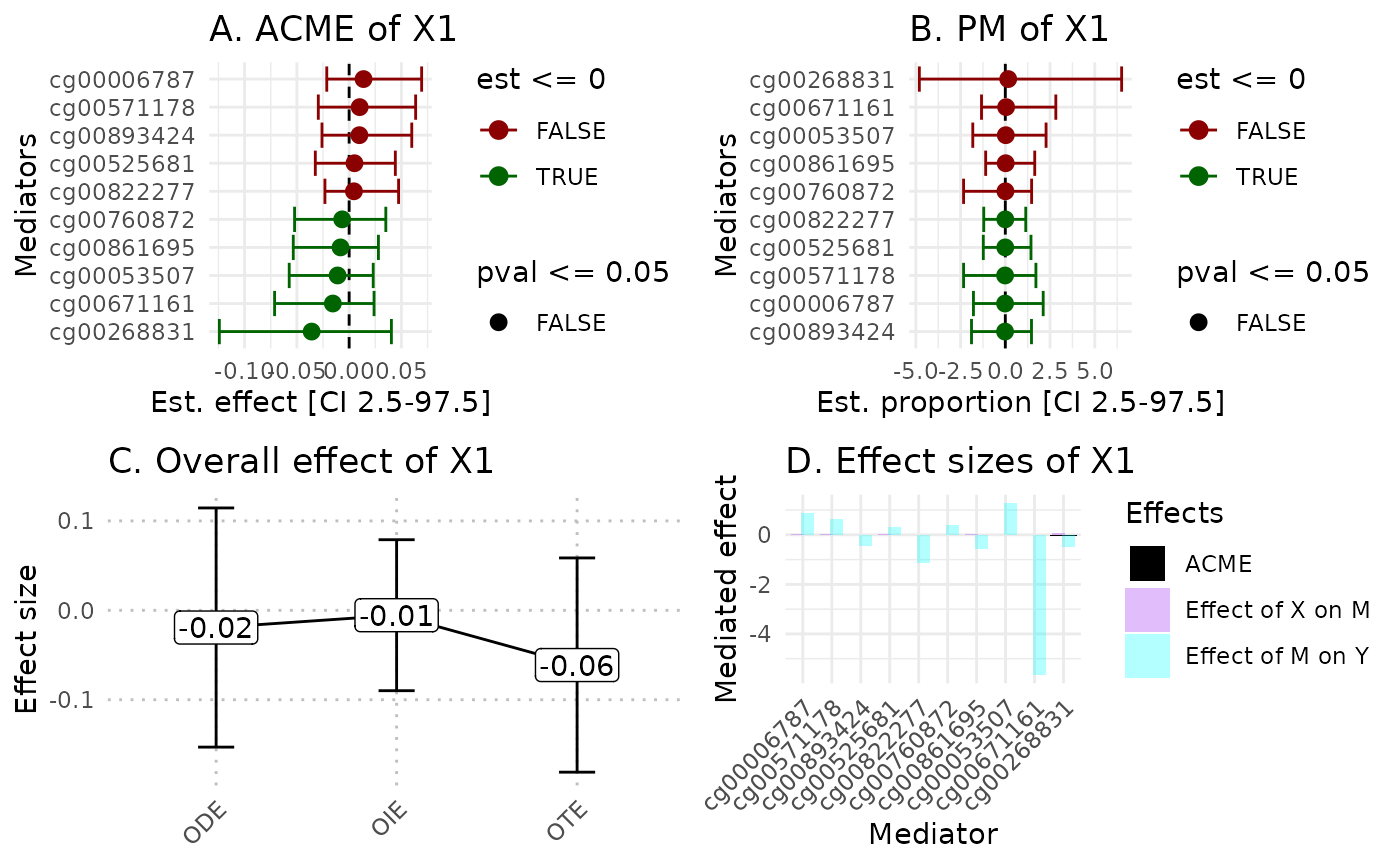 A. ACME of X1
Mediators
cg00006787
cg00571178
cg00893424
cg00525681
cg00822277
cg00760872
cg00861695
cg00053507
cg00671161
cg00268831
-0.10 -0.05 0.00 0.05
Est. effect [CI 2.5-97.5]
est <= 0
FALSE
TRUE
pval <= 0.05
FALSE
B. PM of X1
Mediators
cg00268831
cg00671161
cg00053507
cg00861695
cg00760872
cg00822277
cg00525681
cg00571178
cg00006787
cg00893424
-5.0 -2.5 0.0 2.5 5.0
Est. proportion [CI 2.5-97.5]
est <= 0
FALSE
TRUE
pval <= 0.05
FALSE
C. Overall effect of X1
Effect size
0.1
0.0
-0.1
-0.02
-0.01
-0.06
ODE
OIE
OTE
D. Effect sizes of X1
Mediated effect
0
-2
-4
cg00006787
cg00571178
cg00893424
cg00525681
cg00822277
cg00760872
cg00861695
cg00053507
cg00671161
cg00268831
Mediator
Effects
ACME
Effect of X on M
Effect of M on Y